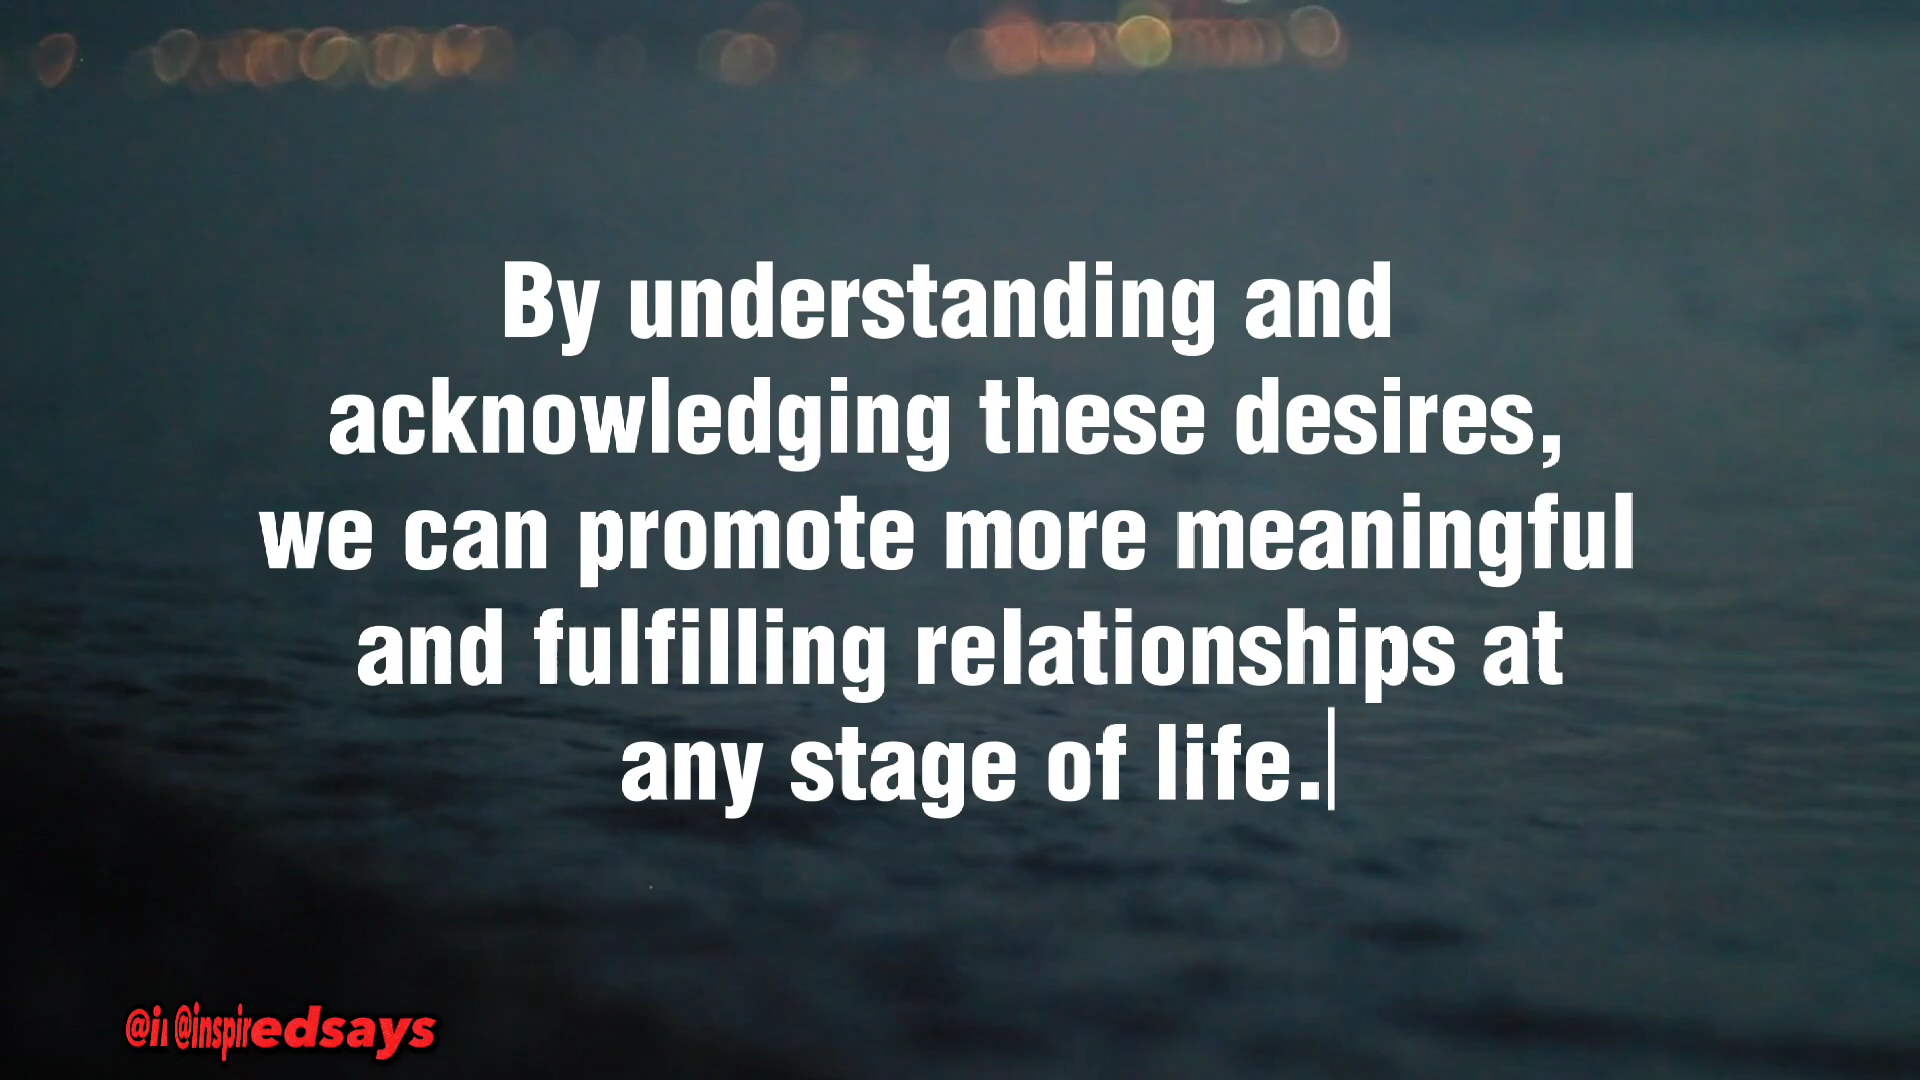 By understanding and
acknowledging these desires,
we can promote more meaningful
and fulfilling relationships at
any stage of life.
@inspiredsays